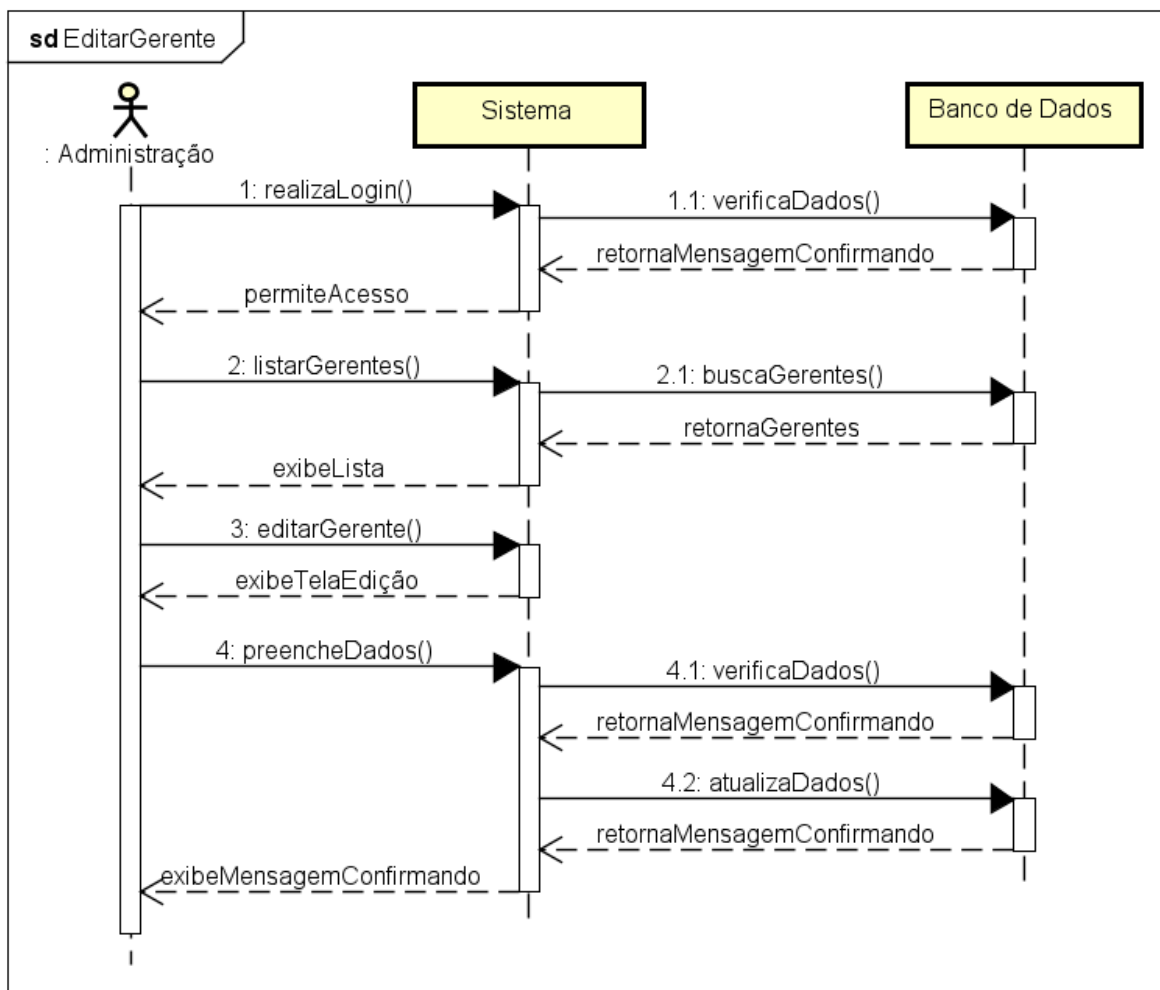 sd EditarGerente
: Administração
Sistema
Banco de Dados
1: realizaLogin()
1.1: verificaDados()
retornaMensagemConfirmando
permiteAcesso
2: listarGerentes()
2.1: buscaGerentes()
retornaGerentes
exibeLista
3: editarGerente()
exibeTelaEdição
4: preencheDados()
4.1: verificaDados()
retornaMensagemConfirmando
4.2: atualizaDados()
retornaMensagemConfirmando
exibeMensagemConfirmando